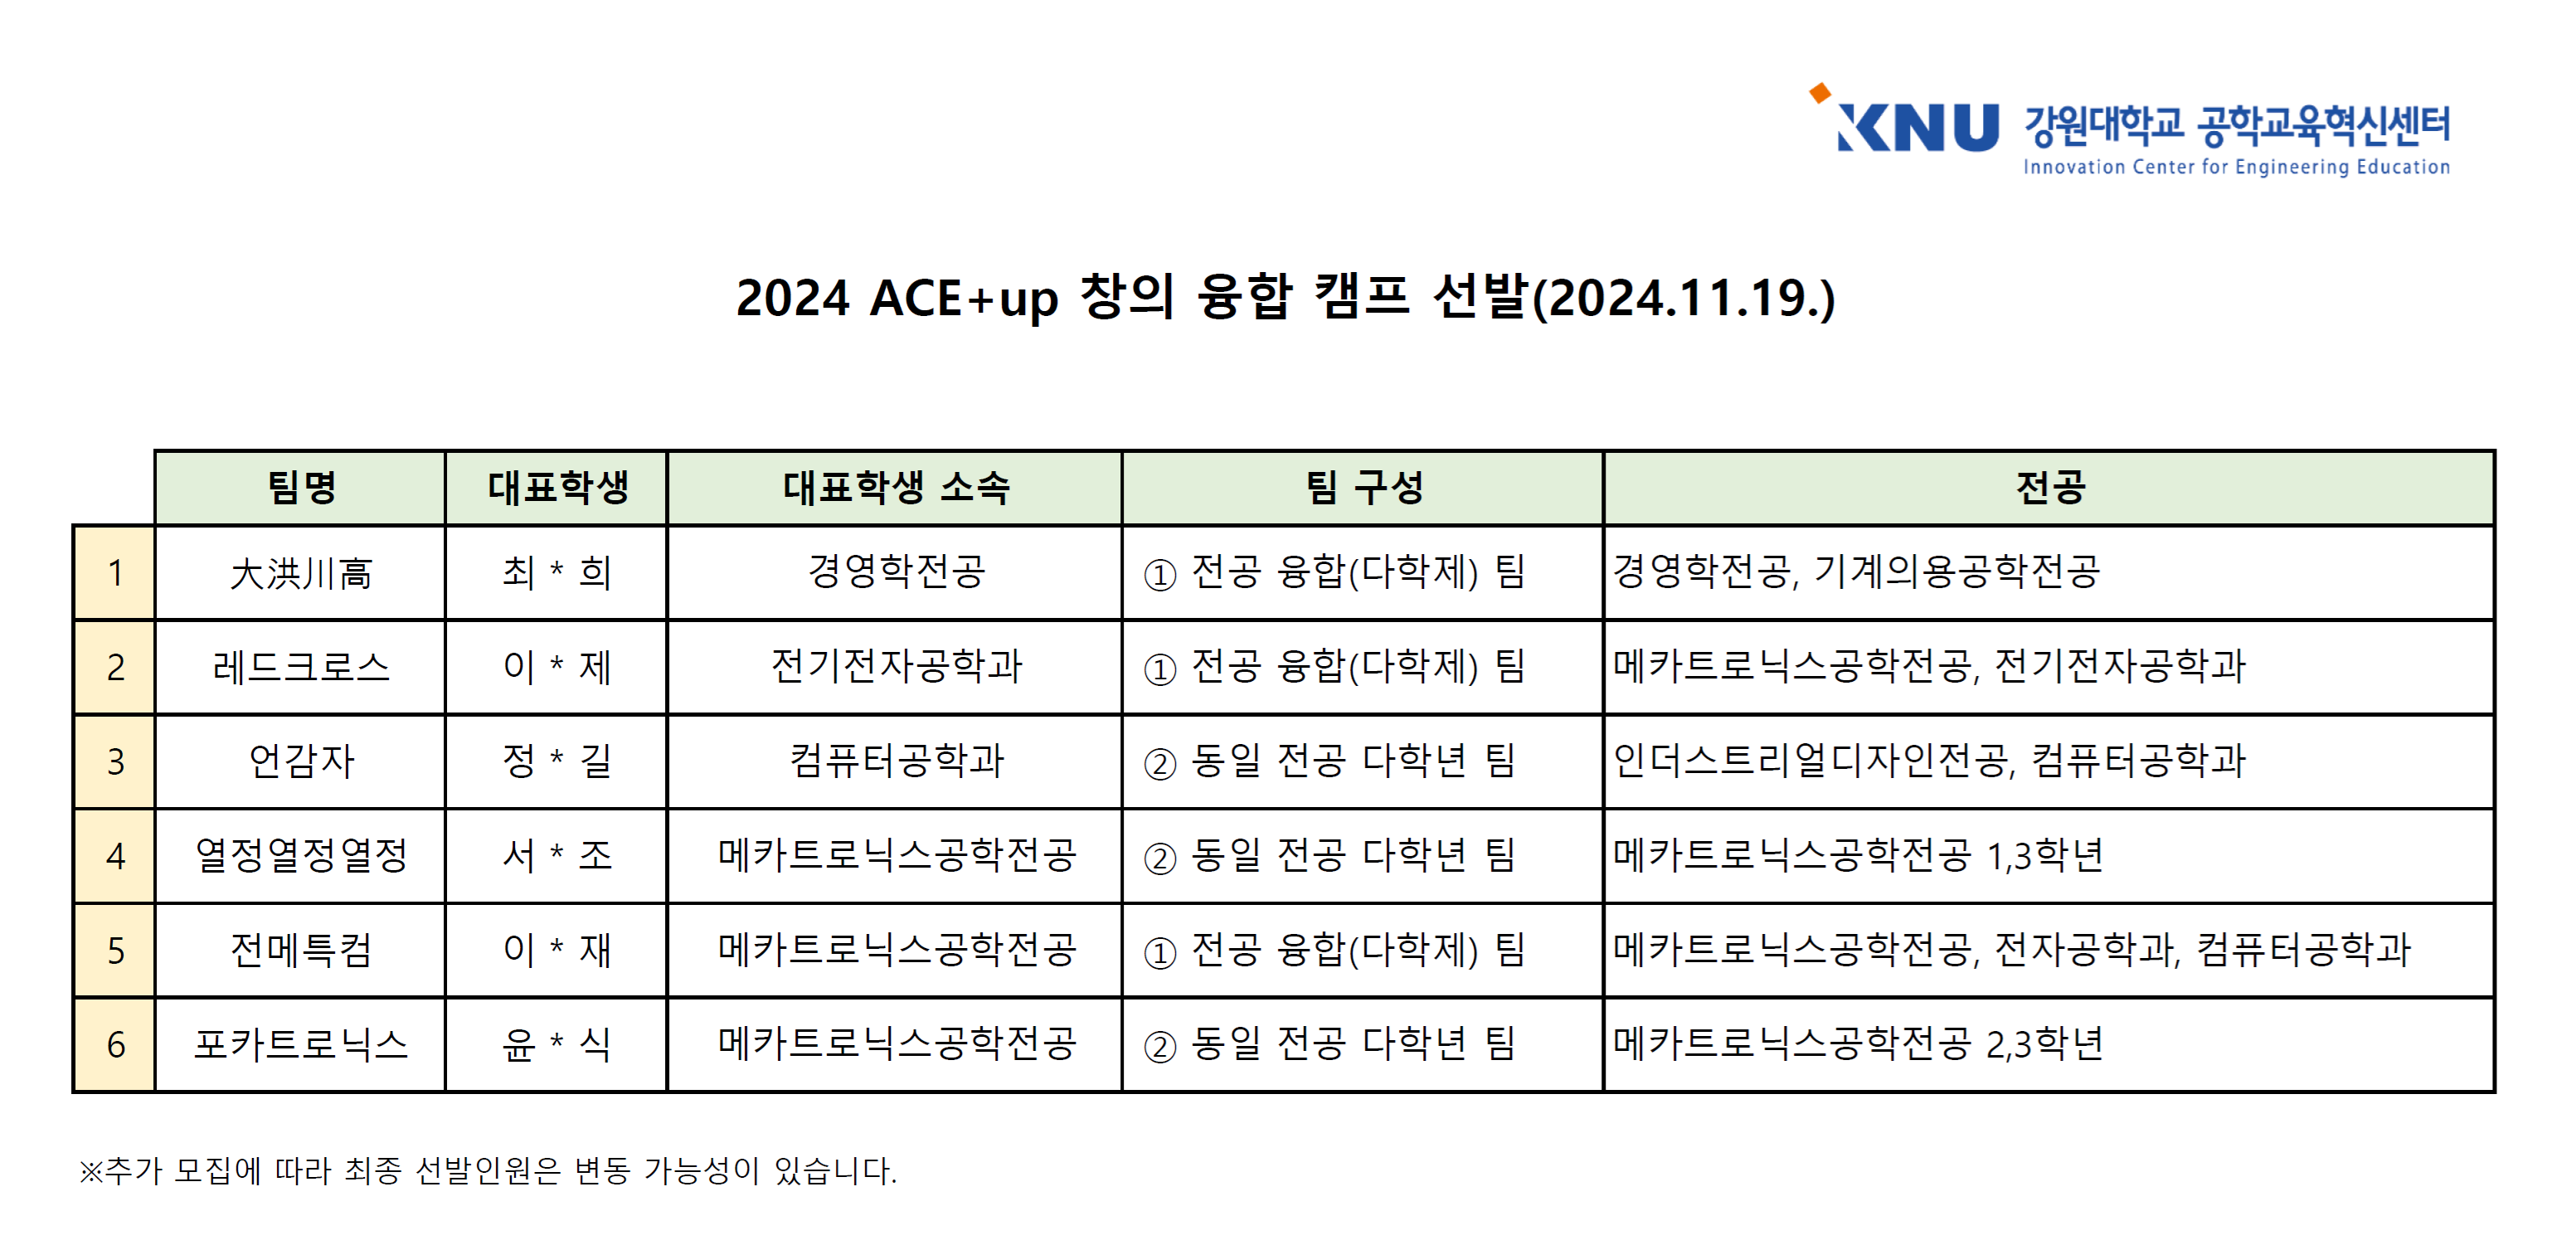 KNU 강원대학교 공학교육혁신센터
Innovation Center for Engineering Education
2024 ACE+up 창의 융합 캠프 선발(2024.11.19.)
팀명 대표학생 대표학생 소속 팀 구성 전공
1 大洪川高 최 * 희 경영학전공 ① 전공 융합(다학제) 팀 경영학전공, 기계의용공학전공
2 레드크로스 이 * 제 전기전자공학과 ① 전공 융합(다학제) 팀 메카트로닉스공학전공, 전기전자공학과
3 언감자 정 * 길 컴퓨터공학과 ② 동일 전공 다학년 팀 인더스트리얼디자인전공, 컴퓨터공학과
4 열정열정열정 서 * 조 메카트로닉스공학전공 ② 동일 전공 다학년 팀 메카트로닉스공학전공 1,3학년
5 전메특컴 이 * 재 메카트로닉스공학전공 ① 전공 융합(다학제) 팀 메카트로닉스공학전공, 전자공학과, 컴퓨터공학과
6 포카트로닉스 윤 * 식 메카트로닉스공학전공 ② 동일 전공 다학년 팀 메카트로닉스공학전공 2,3학년
※추가 모집에 따라 최종 선발인원은 변동 가능성이 있습니다.